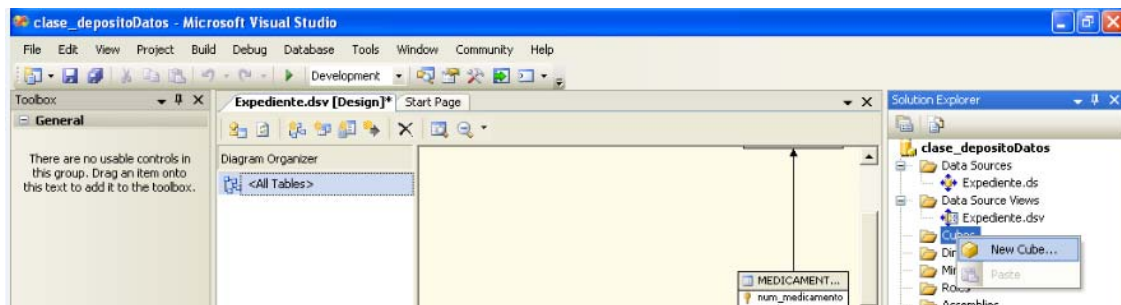 clase_depositoDatos - Microsoft Visual Studio
File Edit View Project Build Debug Database Tools Window Community Help
Development
Toolbox
Expediente.dsv [Design]* Start Page
Solution Explorer
General
There are no usable controls in
this group. Drag an item onto
this text to add it to the toolbox.
Diagram Organizer
<All Tables>
MEDICAMENT...
num_medicamento
clase_depositoDatos
Data Sources
Expediente.ds
Data Source Views
Expediente.dsv
Cubes
New Cube...
Paste